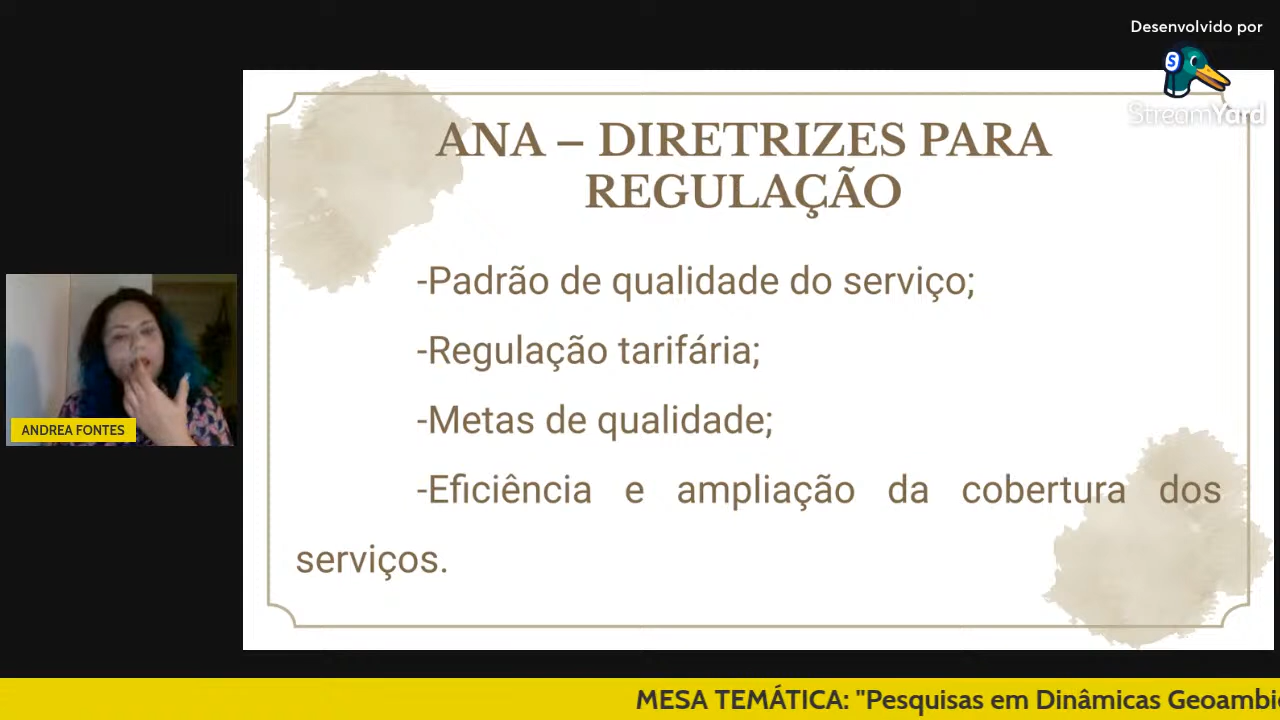 Desenvolvido por
StreamYard
ANA – DIRETRIZES PARA
REGULAÇÃO
-Padrão de qualidade do serviço;
-Regulação tarifária;
-Metas de qualidade;
-Eficiência e ampliação da cobertura dos
serviços.
ANDREA FONTES
MESA TEMÁTICA: "Pesquisas em Dinâmicas